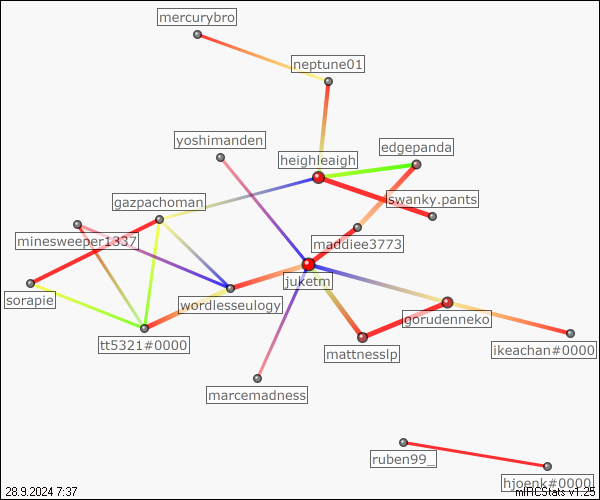 mercurybro
neptune01
yoshimanden
edgepanda
heighleaigh
swanky.pants
gazpachoman
minesweeper1337
maddiee3773
juketm
sorapie
wordlesseulogy
gorudenneko
tt5321#0000
mattnesslp
ikeachan#0000
marcemadness
ruben99_
hjoenk#0000
28.9.2024 7:37
mIRCStats v1.25